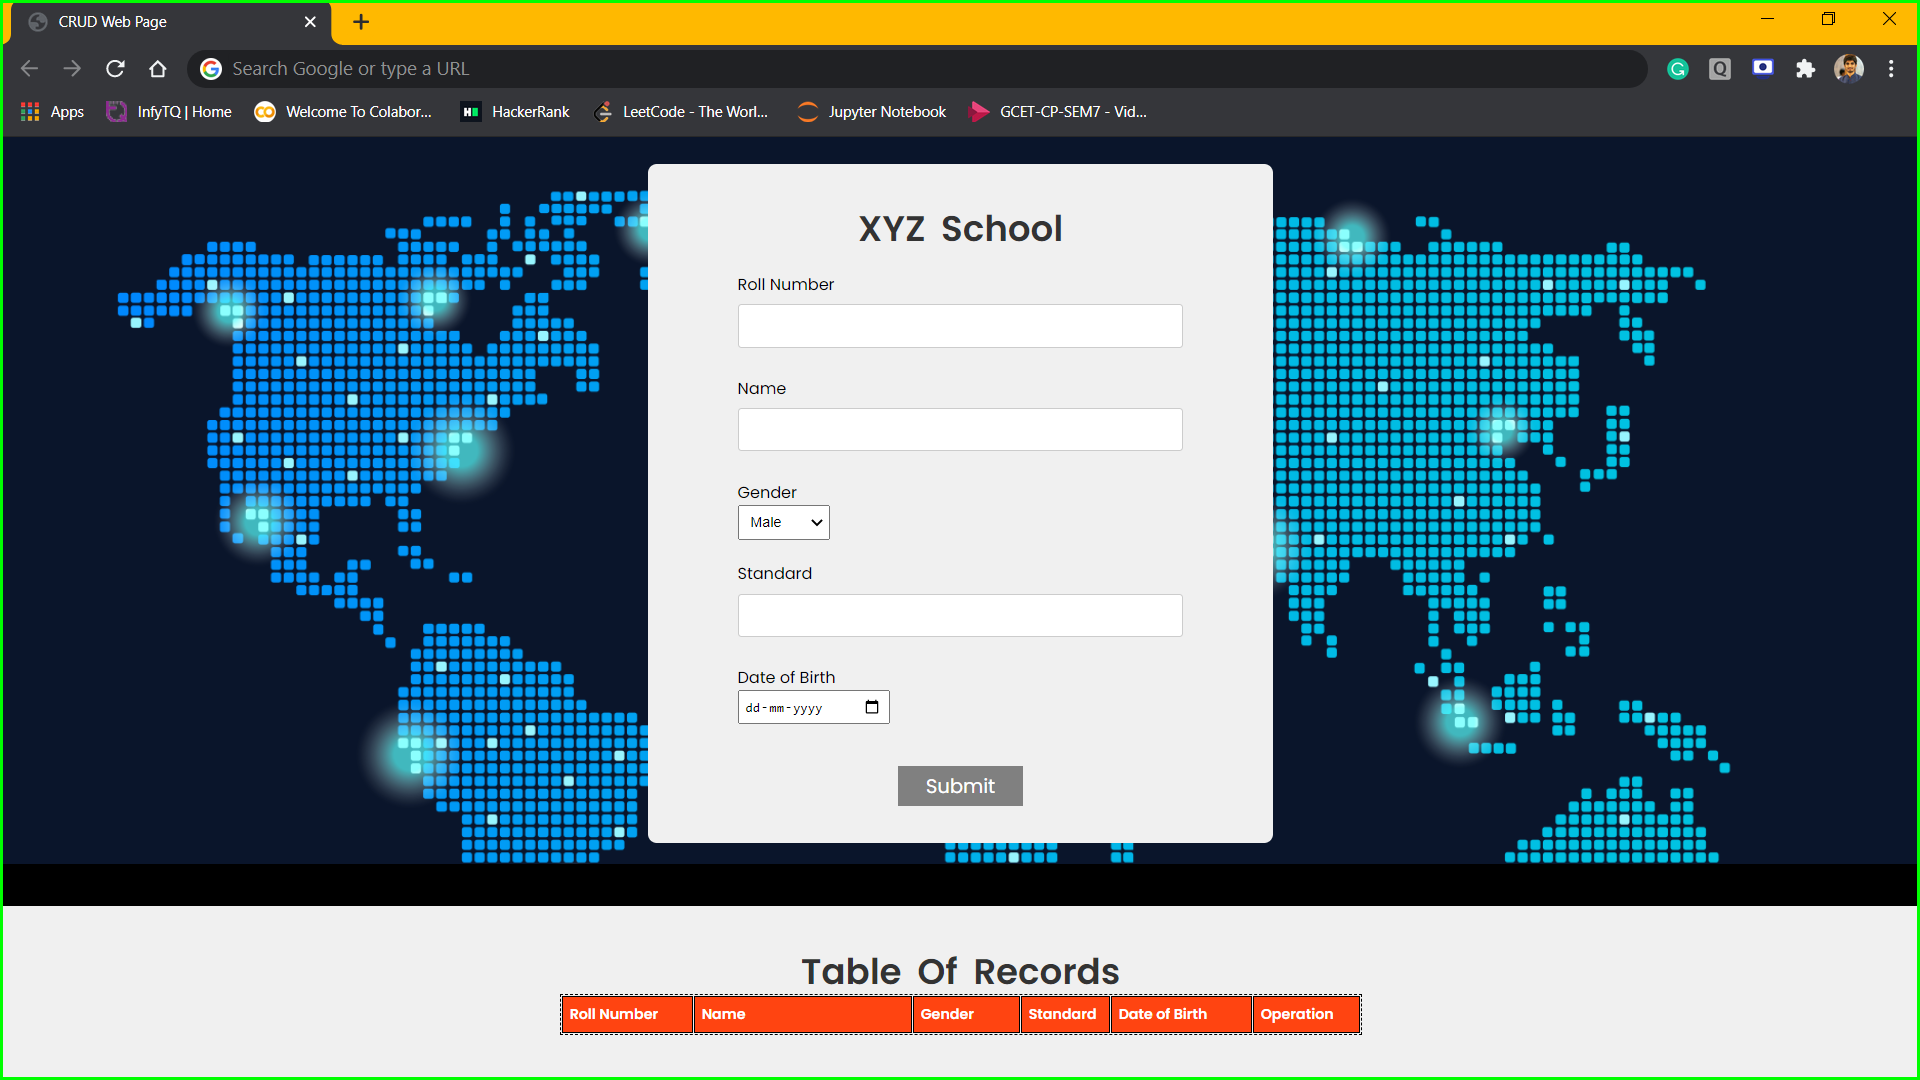 CRUD Web Page
Search Google or type a URL
Apps InfyTQ | Home Welcome To Colabor... HackerRank LeetCode - The Worl... Jupyter Notebook GCET-CP-SEM7 - Vid...
XYZ School
Roll Number
Name
Gender
Male
Standard
Date of Birth
dd-mm-yyyy
Submit
Table Of Records
Roll Number Name Gender Standard Date of Birth Operation